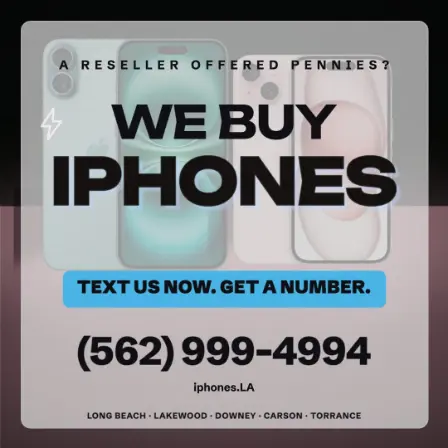 A RESELLER OFFERED PENNIES?
WE BUY
IPHONES
TEXT US NOW. GET A NUMBER.
(562) 999-4994
iphones.LA
LONG BEACH · LAKEWOOD · DOWNEY · CARSON · TORRANCE